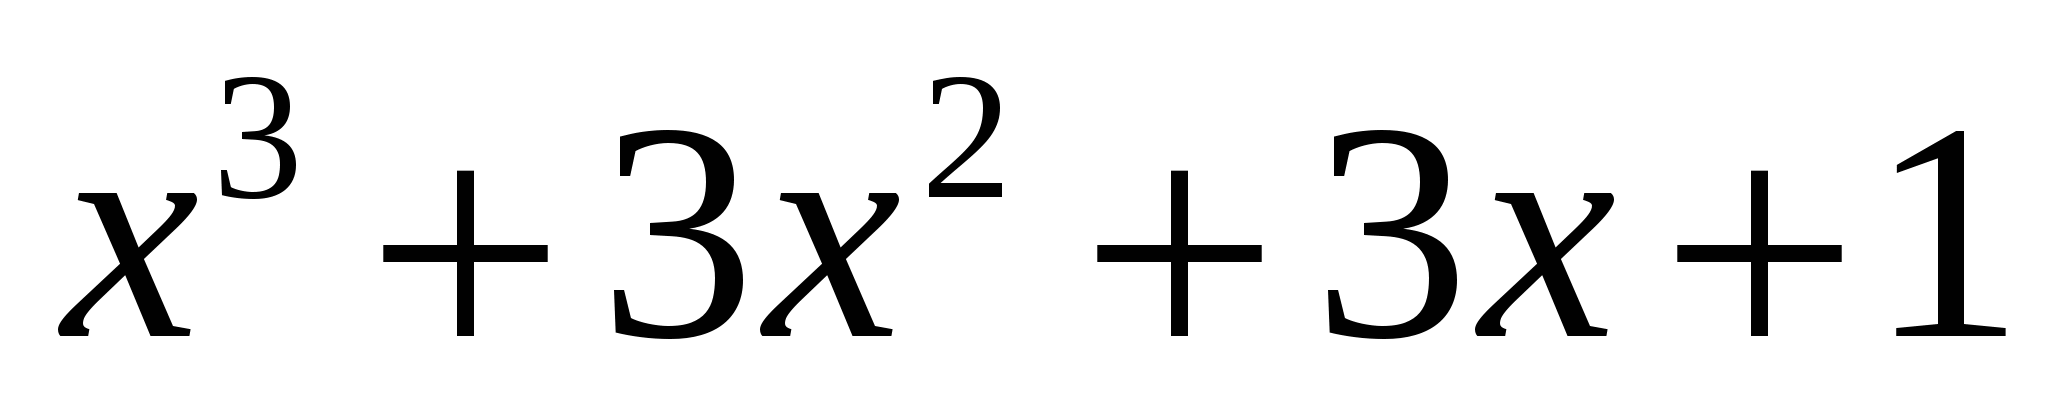 x³ + 3x² + 3x + 1